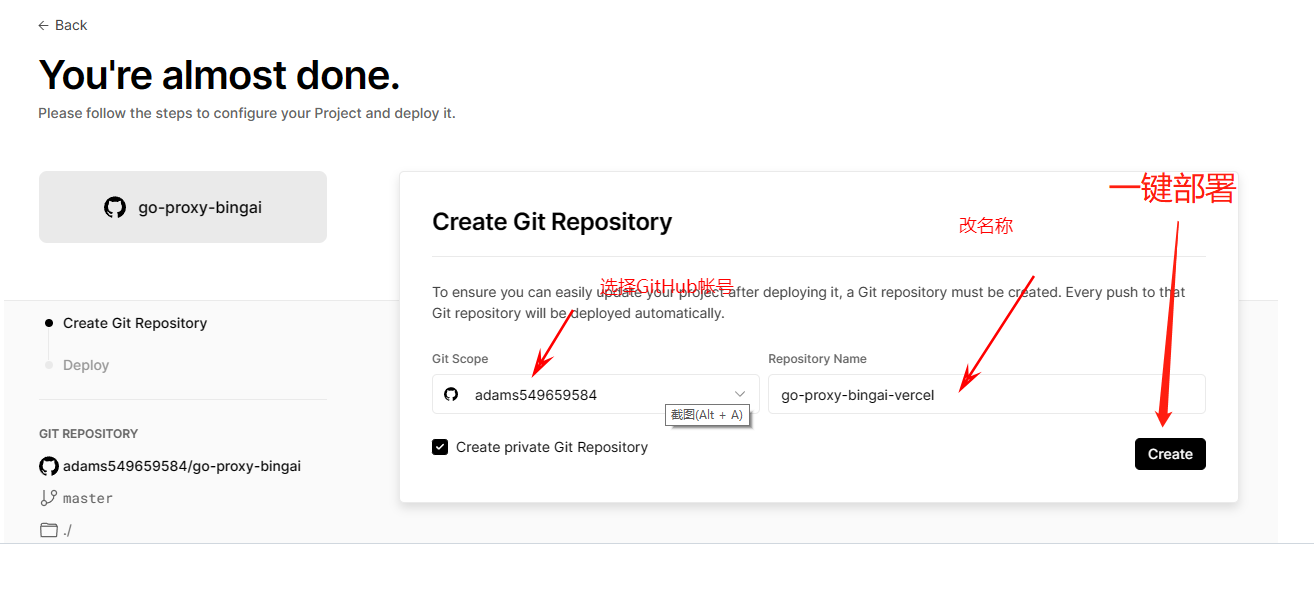 ← Back
You're almost done.
Please follow the steps to configure your Project and deploy it.
go-proxy-bingai
Create Git Repository
Deploy
GIT REPOSITORY
adams549659584/go-proxy-bingai
master
./
一键部署
Create Git Repository
改名称
选择GitHub帐号
To ensure you can easily update your project after deploying it, a Git repository must be created. Every push to that
Git repository will be deployed automatically.
Git Scope
Repository Name
adams549659584
go-proxy-bingai-vercel
截图(Alt + A)
Create private Git Repository
Create